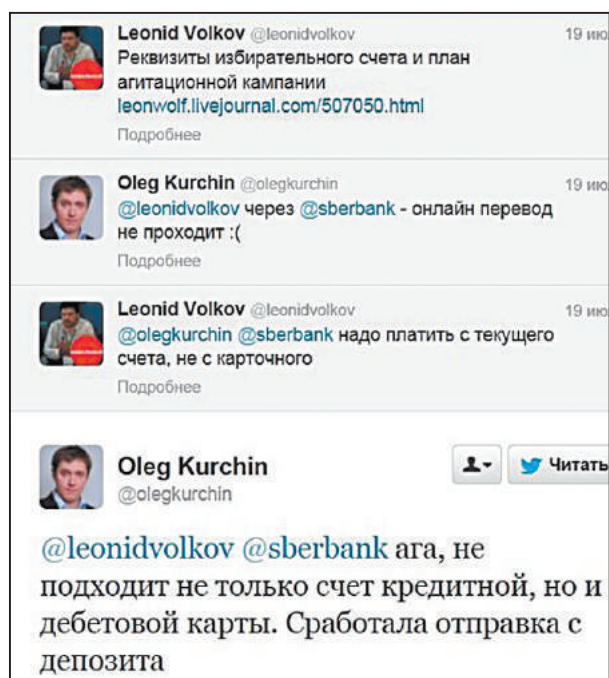 Leonid Volkov @leonidvolkov 19 ию
Реквизиты избирательного счета и план
агитационной кампании
leonwolf.livejournal.com/507050.html
Подробнее
Oleg Kurchin @olegkurchin 19 ию
@leonidvolkov через @sberbank - онлайн перевод
не проходит :(
Подробнее
Leonid Volkov @leonidvolkov 19 ию
@olegkurchin @sberbank надо платить с текущего
счета, не с карточного
Подробнее
Oleg Kurchin
@olegkurchin
Читать
@leonidvolkov @sberbank ага, не
подходит не только счет кредитной, но и
дебетовой карты. Сработала отправка с
депозита